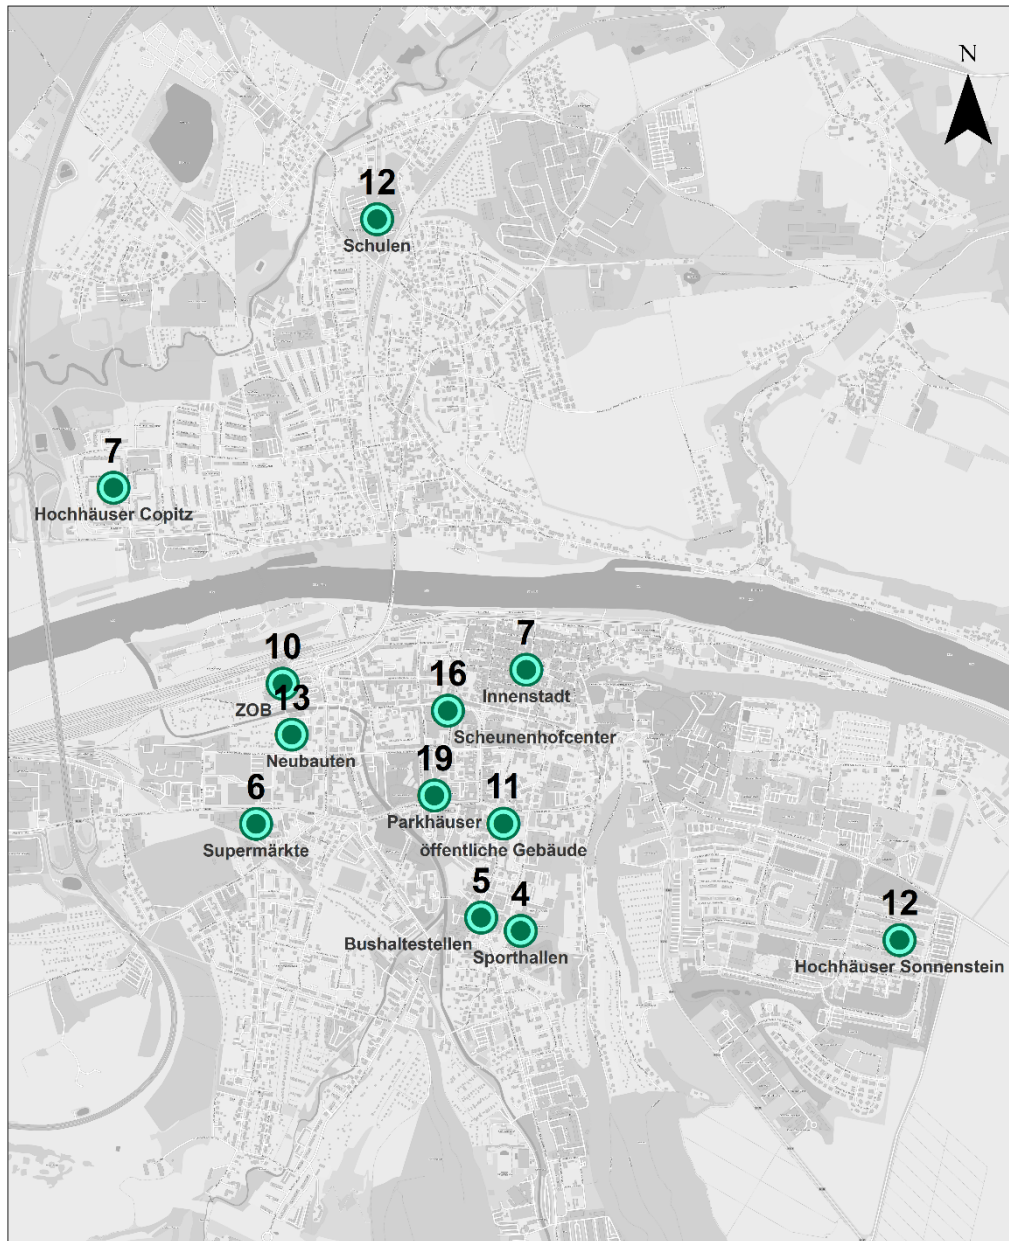 N
12
Schulen
7
Hochhäuser Copitz
7
Innenstadt
10
ZOB
16
Scheunenhofcenter
13
Neubauten
19
Parkhäuser
11
öffentliche Gebäude
6
Supermärkte
5
Bushaltestellen
4
Sporthallen
12
Hochhäuser Sonnenstein